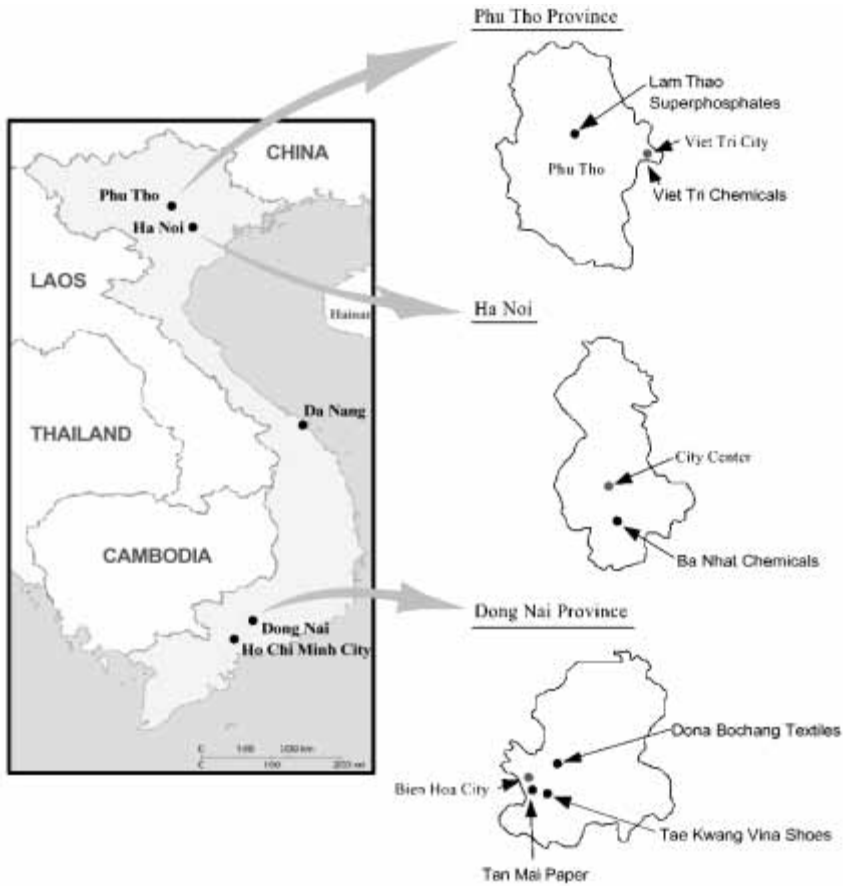 Phu Tho Province
Lam Thao
Superphosphates
Viet Tri City
Phu Tho
Viet Tri Chemicals
CHINA
Phu Tho
Ha Noi
LAOS
Hainan
Ha Noi
Da Nang
THAILAND
City Center
CAMBODIA
Ba Nhat Chemicals
Dong Nai Province
Dong Nai
Ho Chi Minh City
Dona Bochang Textiles
Bien Hoa City
Tae Kwang Vina Shoes
Tan Mai Paper